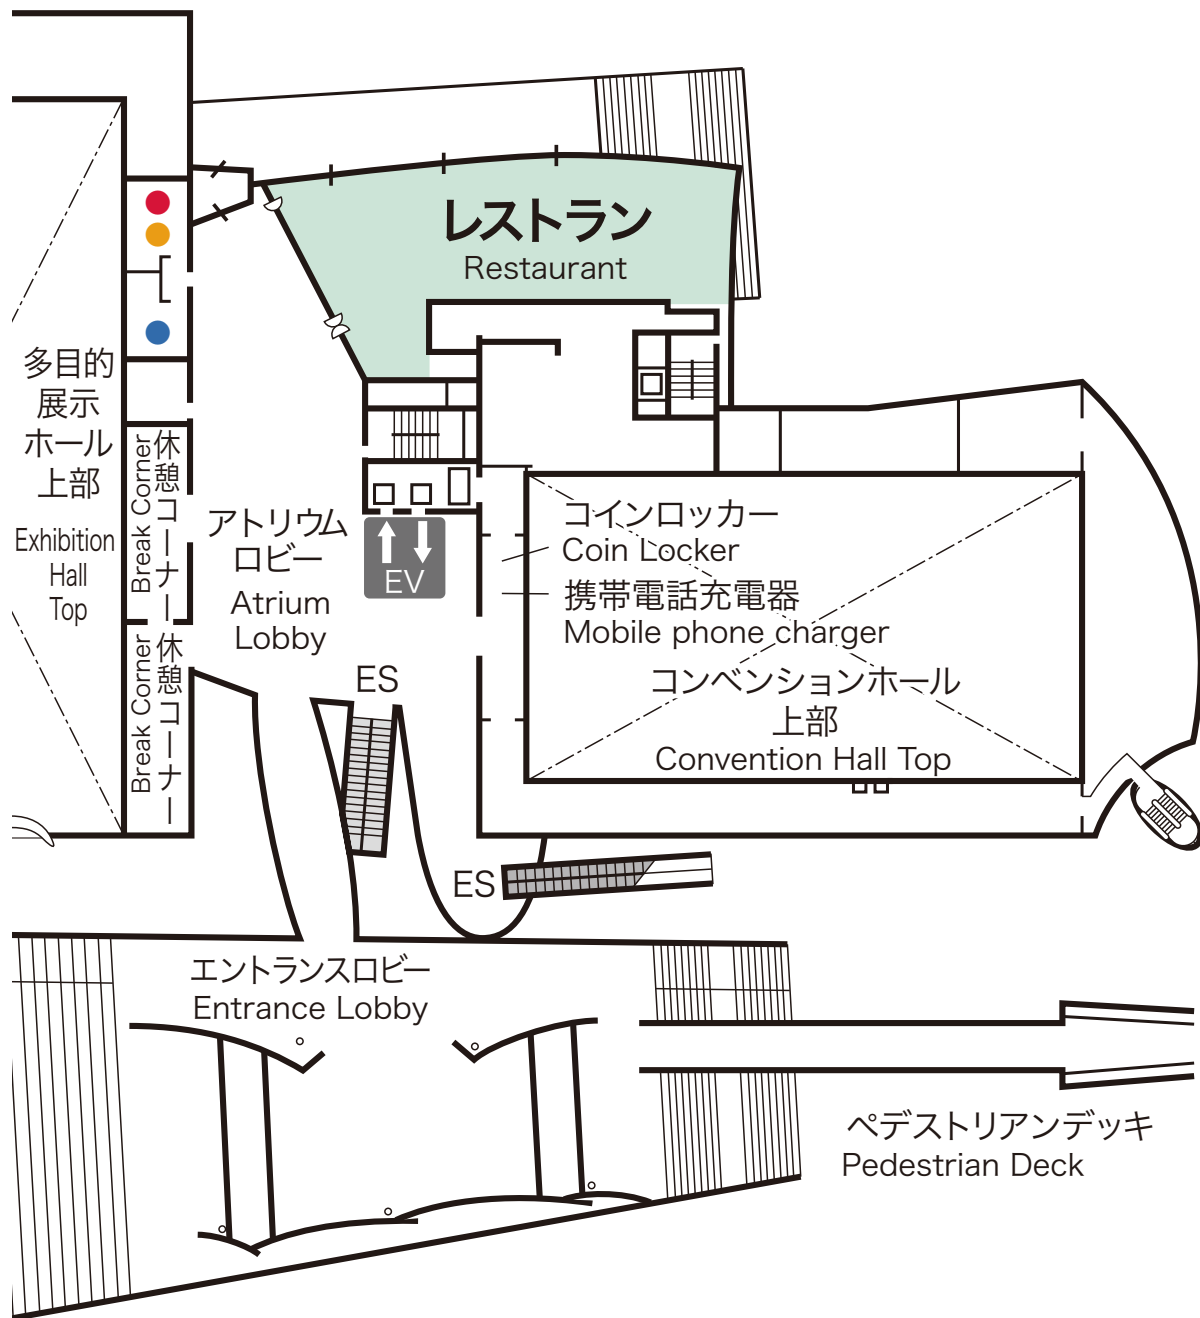 レストラン
Restaurant
多目的
展示
ホール
上部
Exhibition
Hall
Top
休憩コーナー
Break Corner
休憩コーナー
Break Corner
アトリウム
ロビー
Atrium
Lobby
EV
コインロッカー
Coin Locker
携帯電話充電器
Mobile phone charger
コンベンションホール
上部
Convention Hall Top
ES
ES
エントランスロビー
Entrance Lobby
ペデストリアンデッキ
Pedestrian Deck